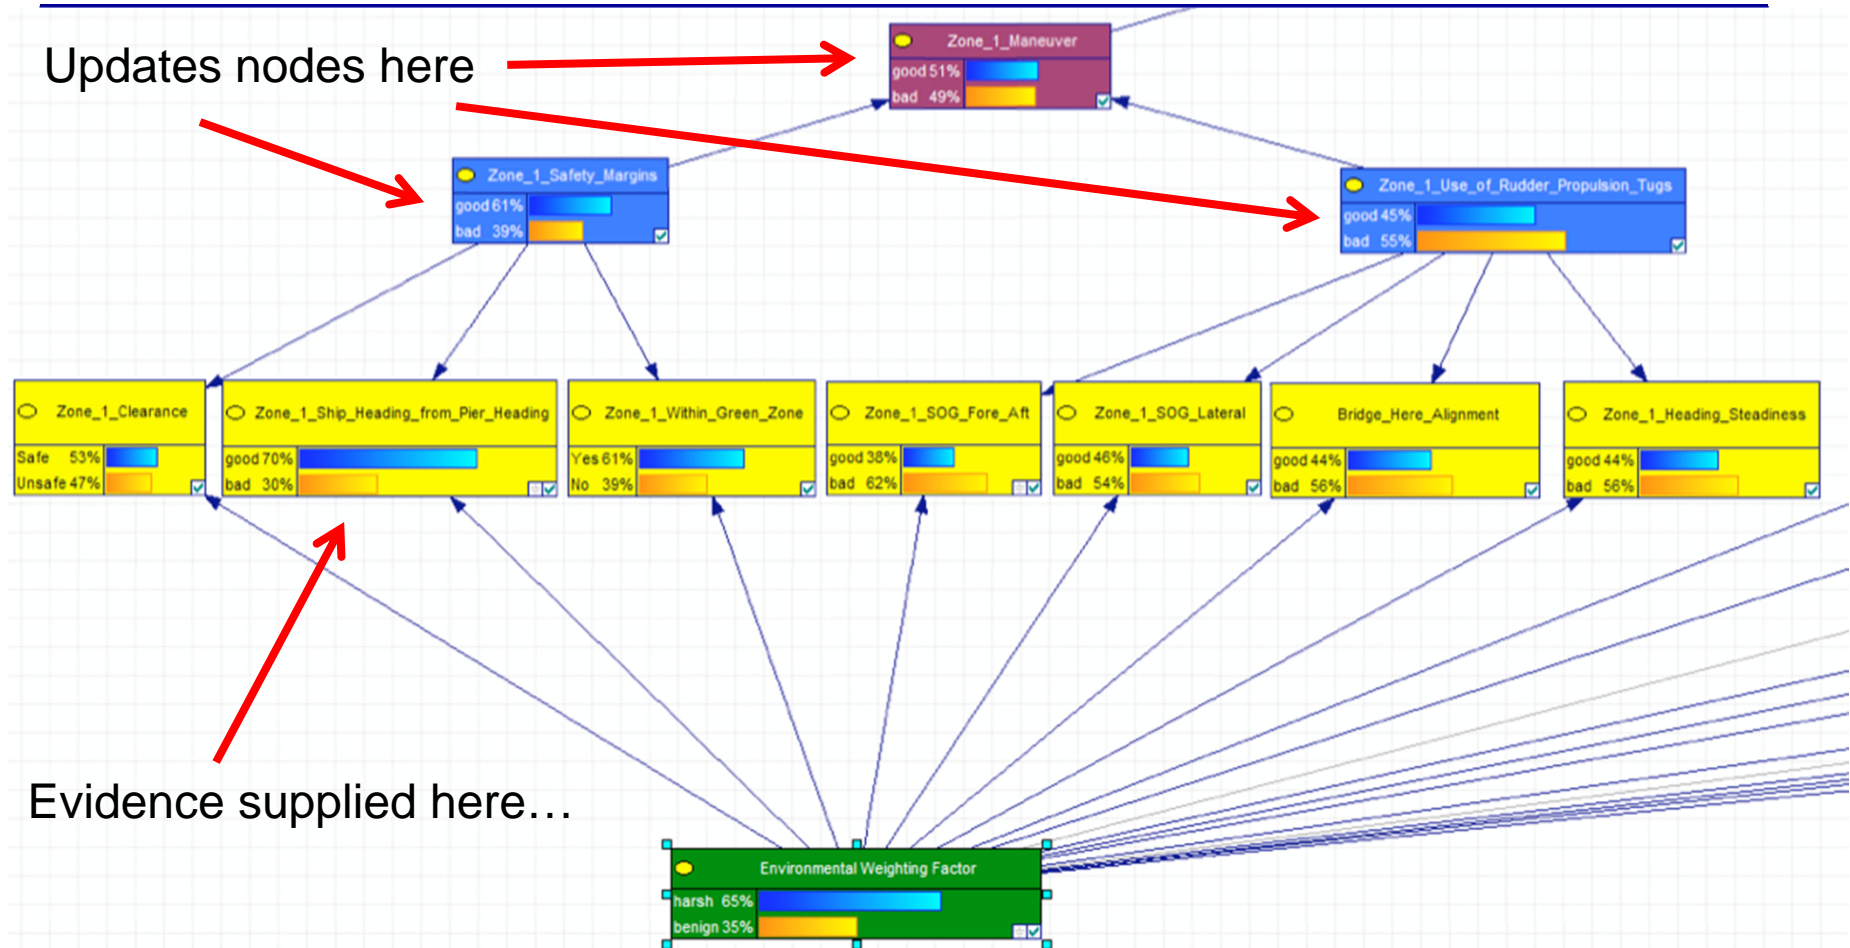 Updates nodes here
Zone_1_Maneuver
good 51%
bad 49%
Zone_1_Safety_Margins
good 61%
bad 39%
Zone_1_Use_of_Rudder_Propulsion_Tugs
good 45%
bad 55%
Zone_1_Clearance
Safe 53%
Unsafe 47%
Zone_1_Ship_Heading_from_Pier_Heading
good 70%
bad 30%
Zone_1_Within_Green_Zone
Yes 61%
No 39%
Zone_1_SOG_Fore_Aft
good 38%
bad 62%
Zone_1_SOG_Lateral
good 46%
bad 54%
Bridge_Here_Alignment
good 44%
bad 56%
Zone_1_Heading_Steadiness
good 44%
bad 56%
Evidence supplied here…
Environmental Weighting Factor
harsh 65%
benign 35%